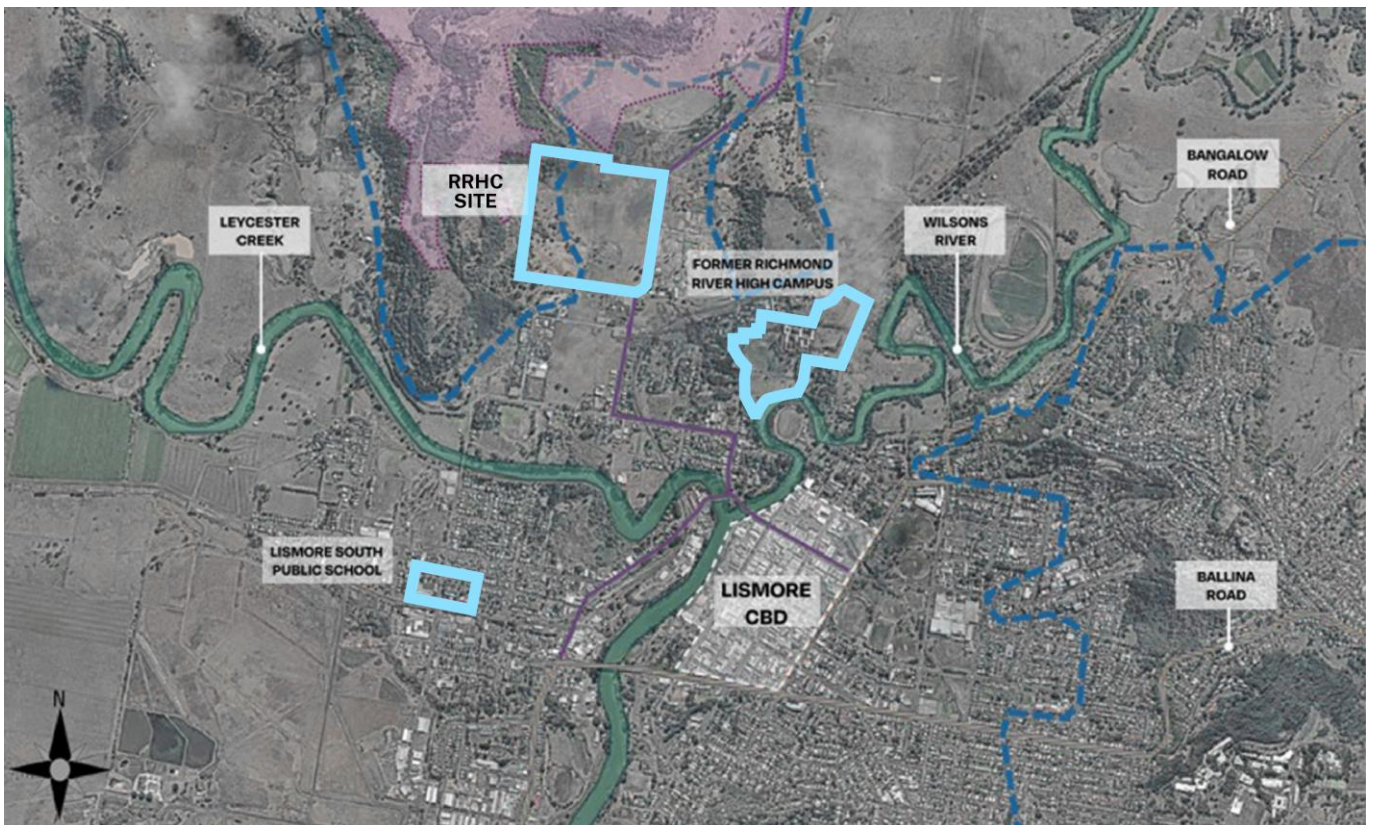 BANGALOW
ROAD
RRHC
SITE
LEYCESTER
CREEK
WILSONS
RIVER
FORMER RICHMOND
RIVER HIGH CAMPUS
LISMORE SOUTH
PUBLIC SCHOOL
LISMORE
CBD
BALLINA
ROAD
N